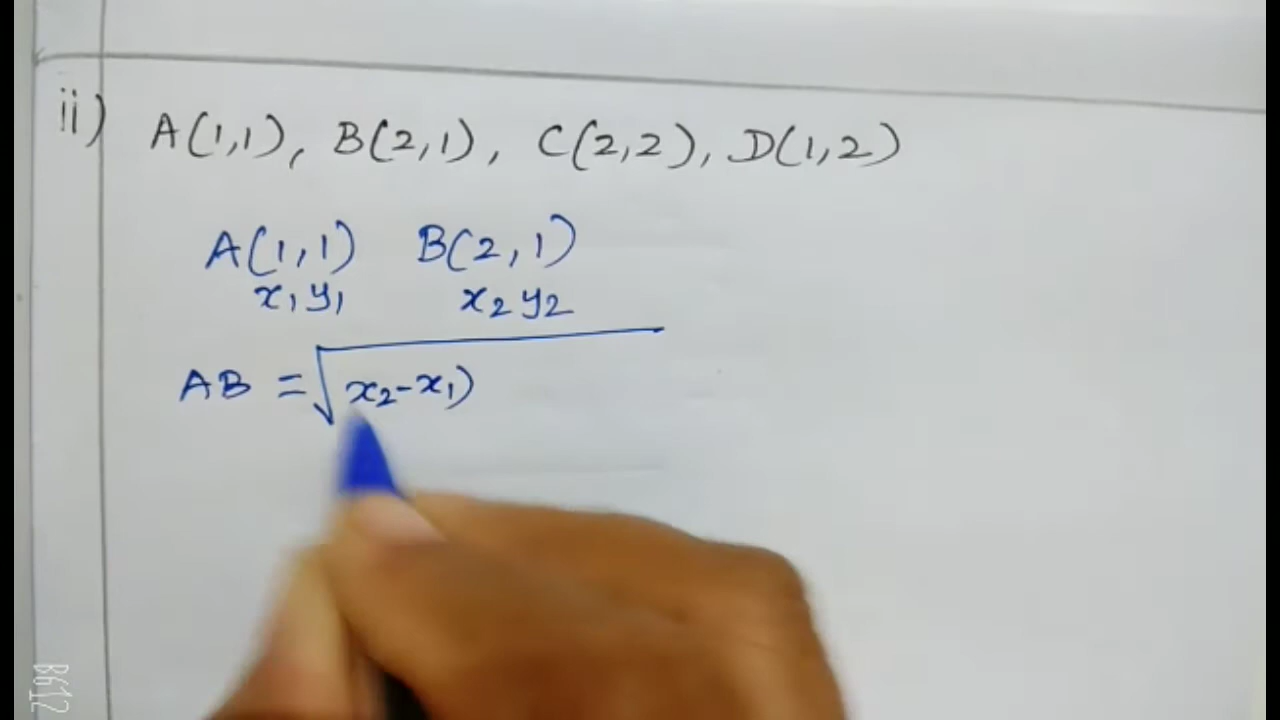 ii) A(1,1), B(2,1), C(2,2), D(1,2)
A(1,1) B(2,1)
x₁ y₁ x₂ y₂
AB = √x₂-x₁)
B612